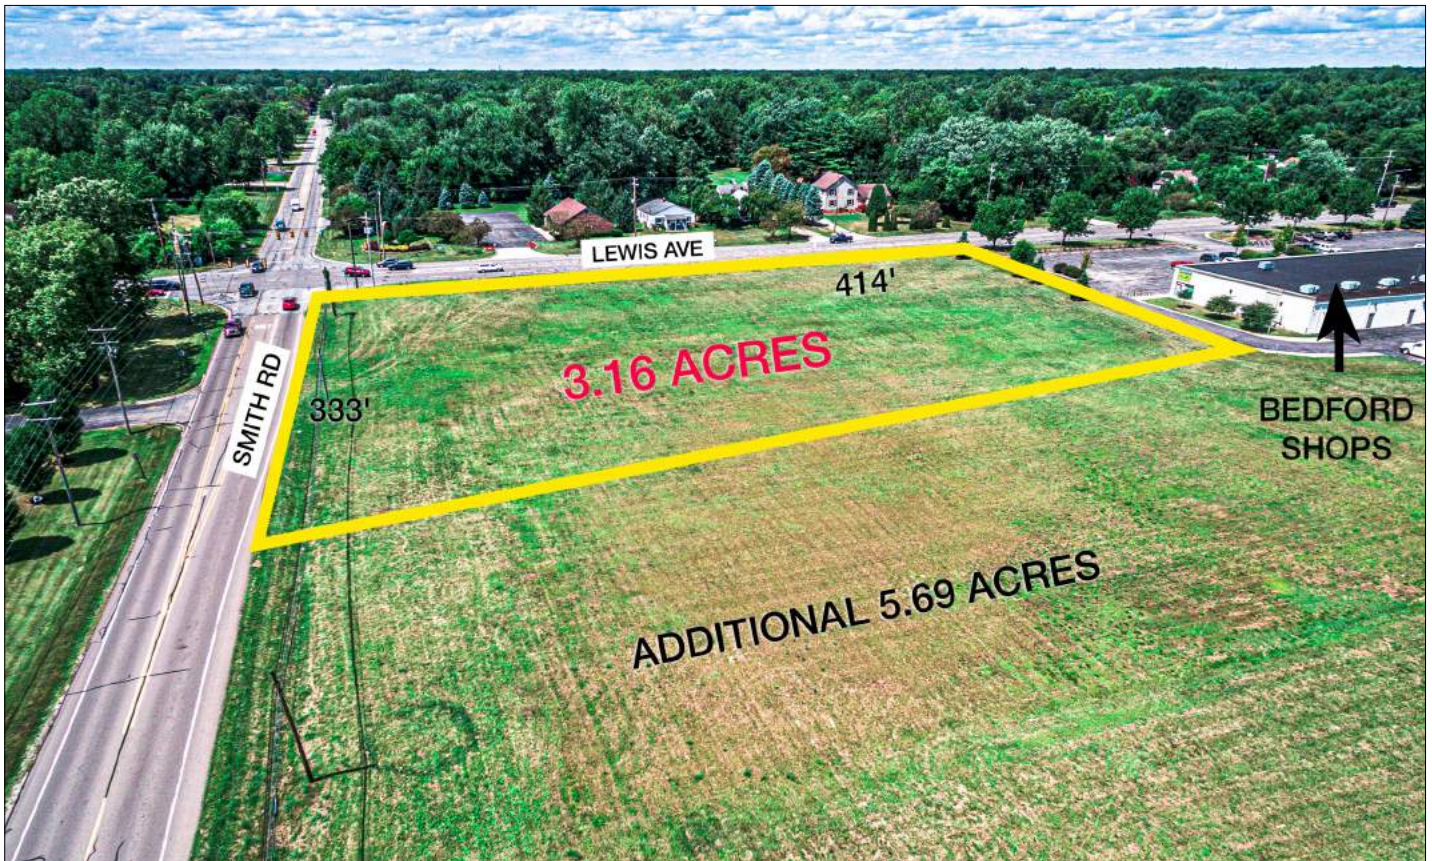 LEWIS AVE
414'
3.16 ACRES
SMITH RD
333'
BEDFORD
SHOPS
ADDITIONAL 5.69 ACRES